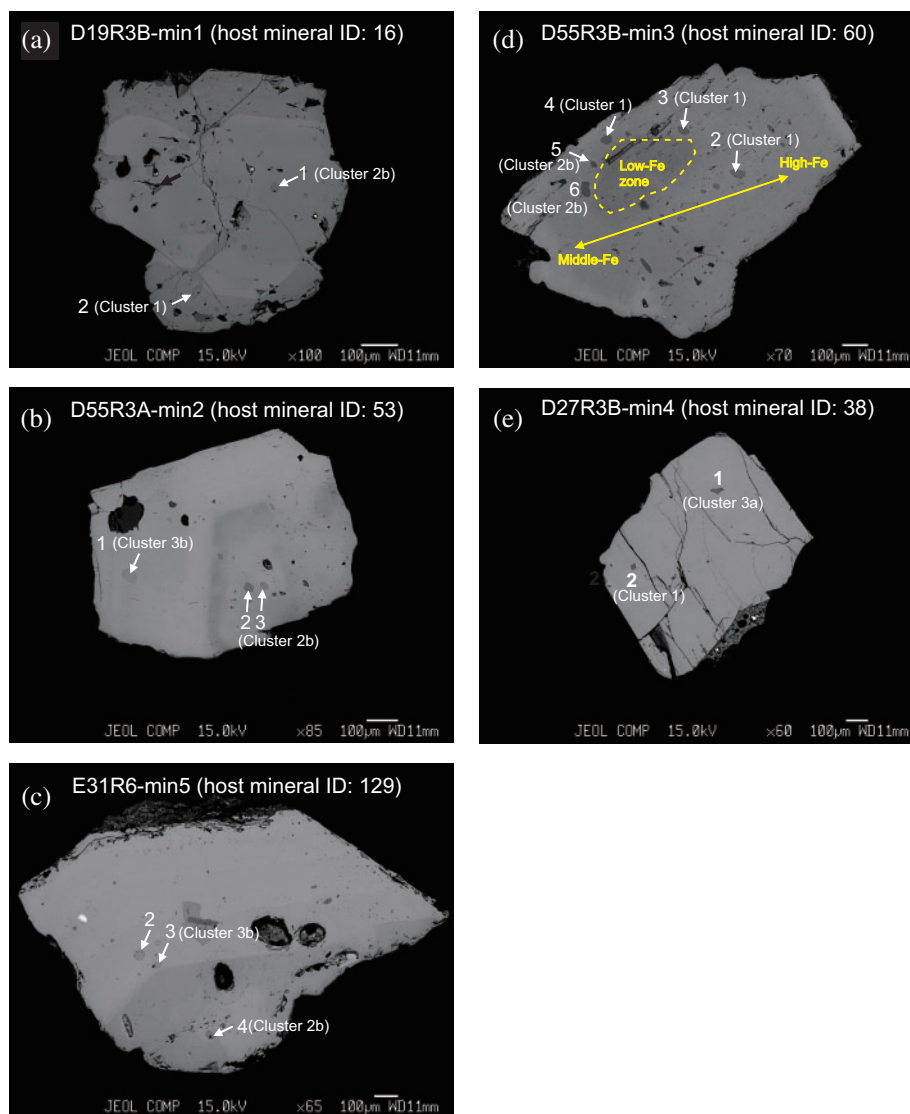 (a) D19R3B-min1 (host mineral ID: 16)
1 (Cluster 2b)
2 (Cluster 1)
JEOL COMP 15.0kV ×100 100μm WD11mm
(b) D55R3A-min2 (host mineral ID: 53)
1 (Cluster 3b)
2 3
(Cluster 2b)
JEOL COMP 15.0kV ×85 100μm WD11mm
(c) E31R6-min5 (host mineral ID: 129)
2
3 (Cluster 3b)
4 (Cluster 2b)
JEOL COMP 15.0kV ×65 100μm WD11mm
(d) D55R3B-min3 (host mineral ID: 60)
4 (Cluster 1)
3 (Cluster 1)
2 (Cluster 1)
5
(Cluster 2b)
6
(Cluster 2b)
Low-Fe
zone
High-Fe
Middle-Fe
JEOL COMP 15.0kV ×70 100μm WD11mm
(e) D27R3B-min4 (host mineral ID: 38)
1
(Cluster 3a)
2 2
(Cluster 1)
JEOL COMP 15.0kV ×60 100μm WD11mm